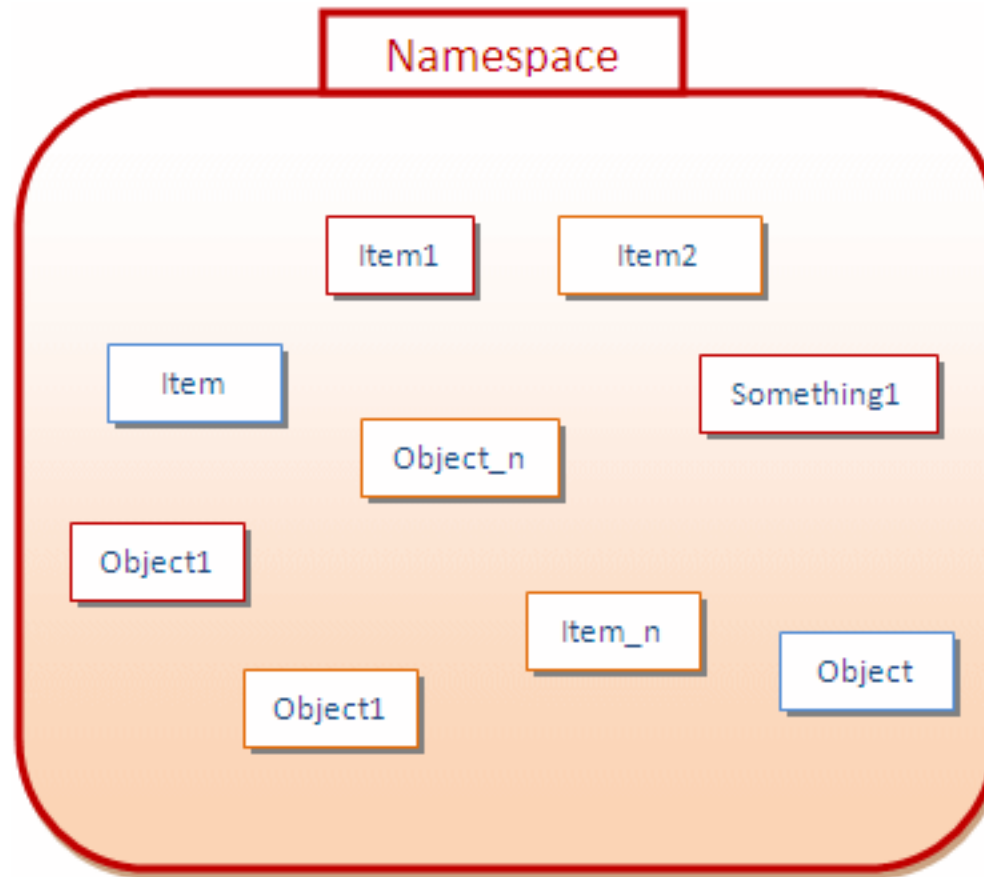 Namespace
Item1
Item2
Item
Something1
Object_n
Object1
Item_n
Object
Object1